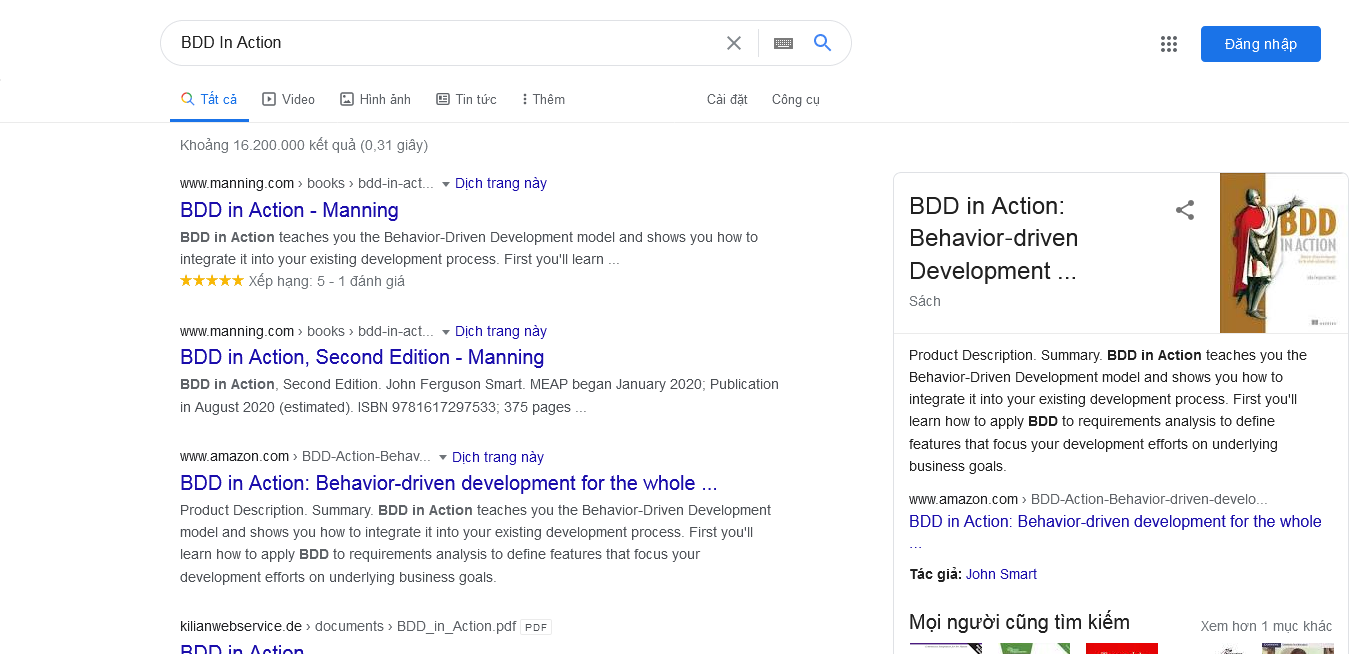 BDD In Action
Đăng nhập
Tất cả
Video
Hình ảnh
Tin tức
Thêm
Cài đặt
Công cụ
Khoảng 16.200.000 kết quả (0,31 giây)
www.manning.com › books › bdd-in-act... Dịch trang này
BDD in Action - Manning
BDD in Action teaches you the Behavior-Driven Development model and shows you how to
integrate it into your existing development process. First you'll learn ...
Xếp hạng: 5 - 1 đánh giá
www.manning.com › books › bdd-in-act... Dịch trang này
BDD in Action, Second Edition - Manning
BDD in Action, Second Edition. John Ferguson Smart. MEAP began January 2020; Publication
in August 2020 (estimated). ISBN 9781617297533; 375 pages ...
www.amazon.com › BDD-Action-Behav... Dịch trang này
BDD in Action: Behavior-driven development for the whole ...
Product Description. Summary. BDD in Action teaches you the Behavior-Driven Development
model and shows you how to integrate it into your existing development process. First you'll
learn how to apply BDD to requirements analysis to define features that focus your
development efforts on underlying business goals.
kilianwebservice.de › documents › BDD_in_Action.pdf PDF
BDD in Action
BDD in Action:
Behavior-driven
Development ...
Sách
BDD
IN ACTION
Product Description. Summary. BDD in Action teaches you the
Behavior-Driven Development model and shows you how to
integrate it into your existing development process. First you'll
learn how to apply BDD to requirements analysis to define
features that focus your development efforts on underlying
business goals.
www.amazon.com › BDD-Action-Behavior-driven-develo...
BDD in Action: Behavior-driven development for the whole
...
Tác giả: John Smart
Mọi người cũng tìm kiếm
Xem hơn 1 mục khác